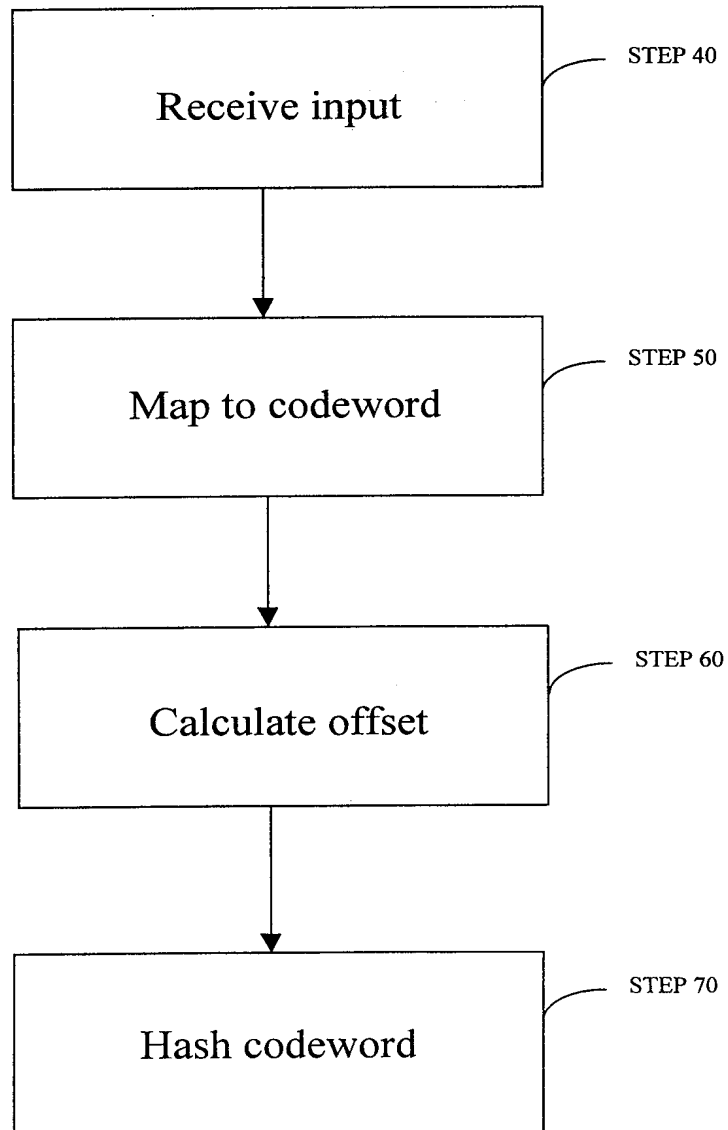 STEP 40
Receive input
STEP 50
Map to codeword
STEP 60
Calculate offset
STEP 70
Hash codeword